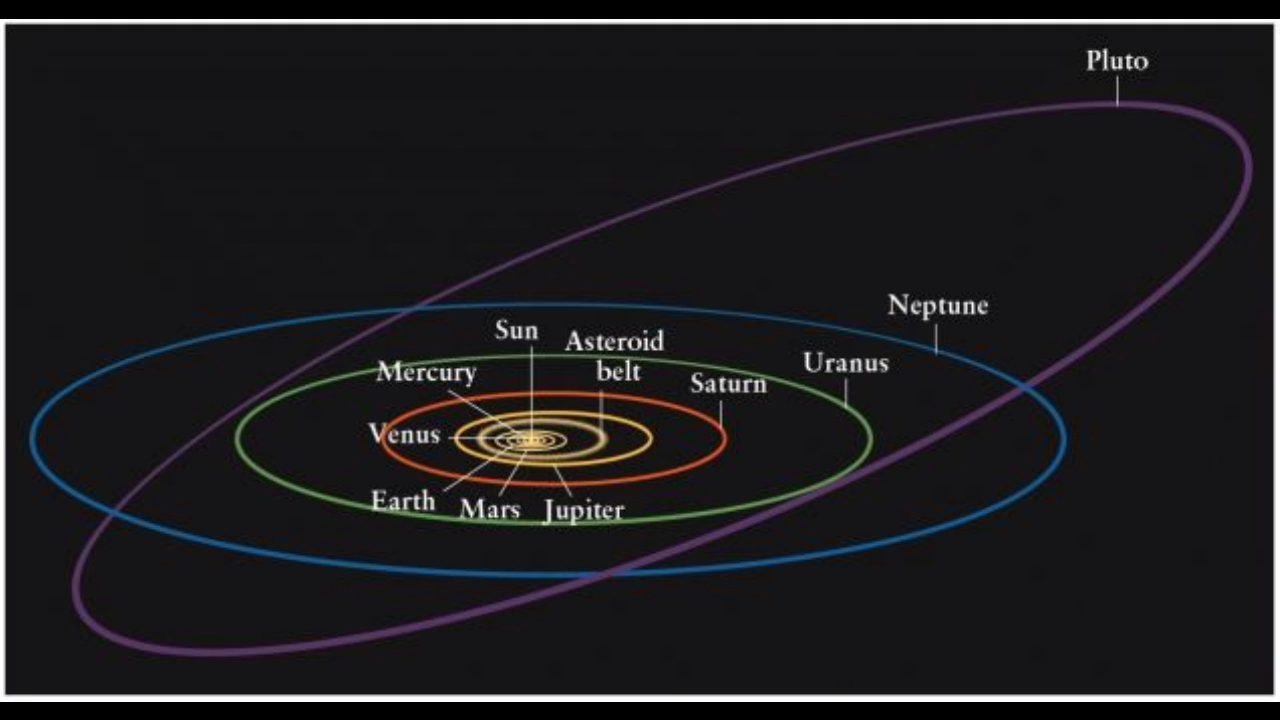 Pluto
Neptune
Sun
Asteroid
belt
Uranus
Mercury
Saturn
Venus
Earth
Mars
Jupiter